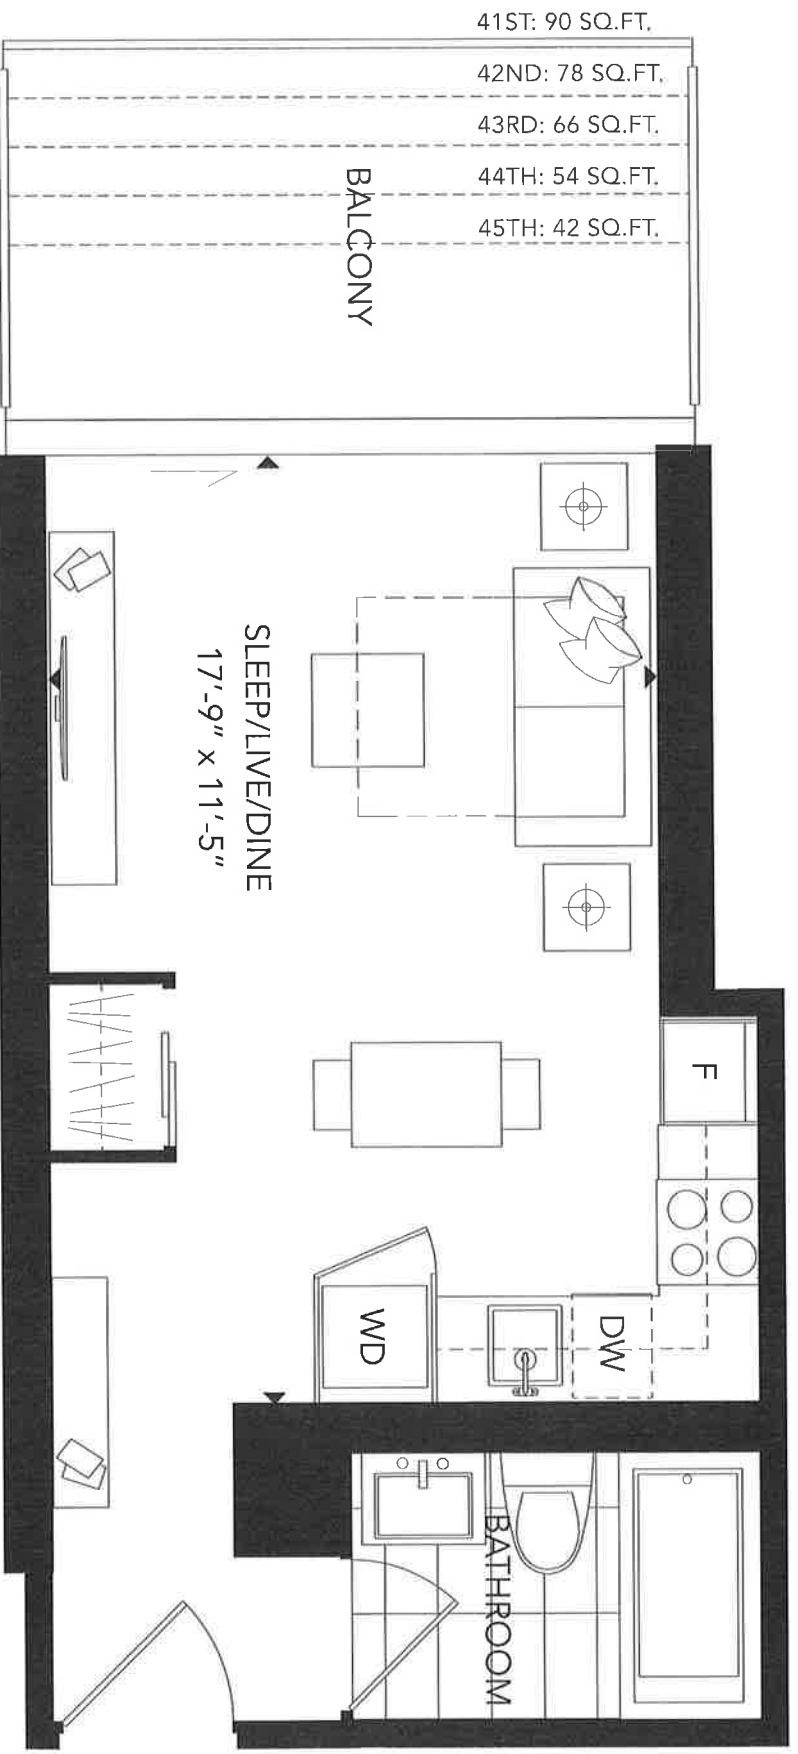 41ST: 90 SQ.FT.
42ND: 78 SQ.FT.
43RD: 66 SQ.FT.
44TH: 54 SQ.FT.
45TH: 42 SQ.FT.
BALCONY
SLEEP/LIVE/DINE
17'-9" x 11'-5"
F
WD
DW
BATHROOM